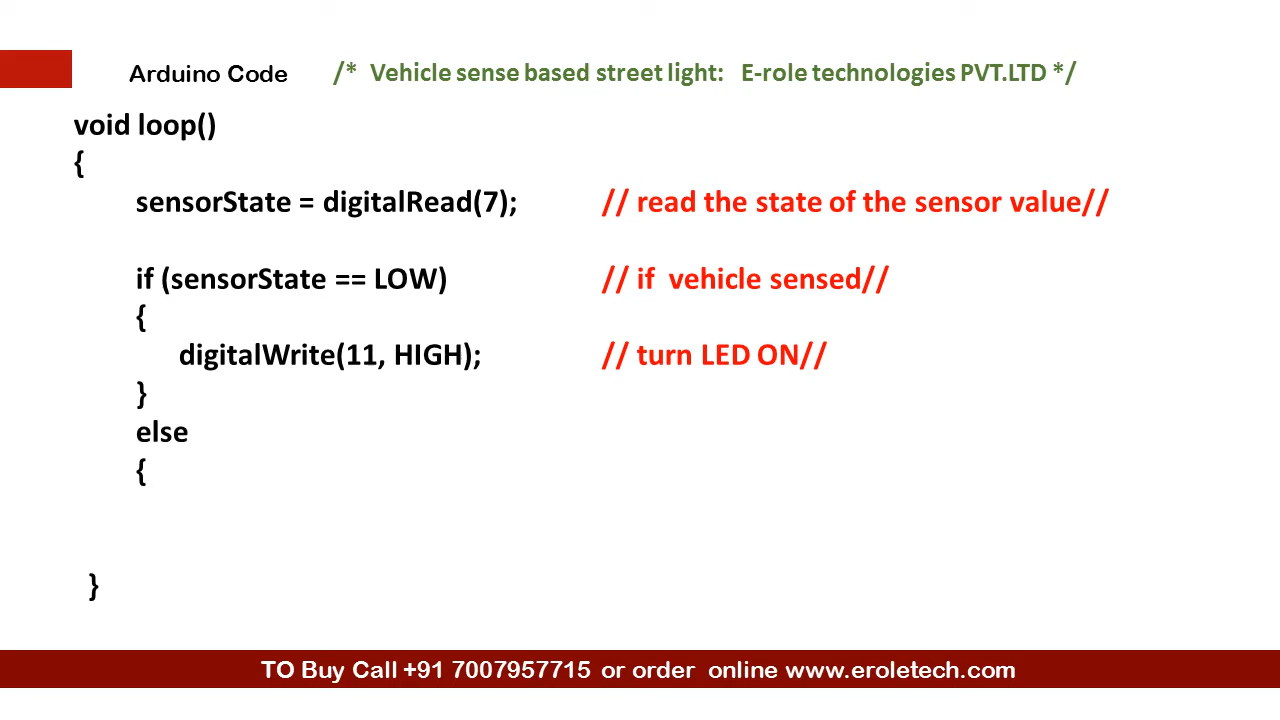 Arduino Code /* Vehicle sense based street light: E-role technologies PVT.LTD */
void loop()
{
sensorState = digitalRead(7); // read the state of the sensor value//
if (sensorState == LOW) // if vehicle sensed//
{
digitalWrite(11, HIGH); // turn LED ON//
}
else
{
}
TO Buy Call +91 7007957715 or order online www.eroletech.com